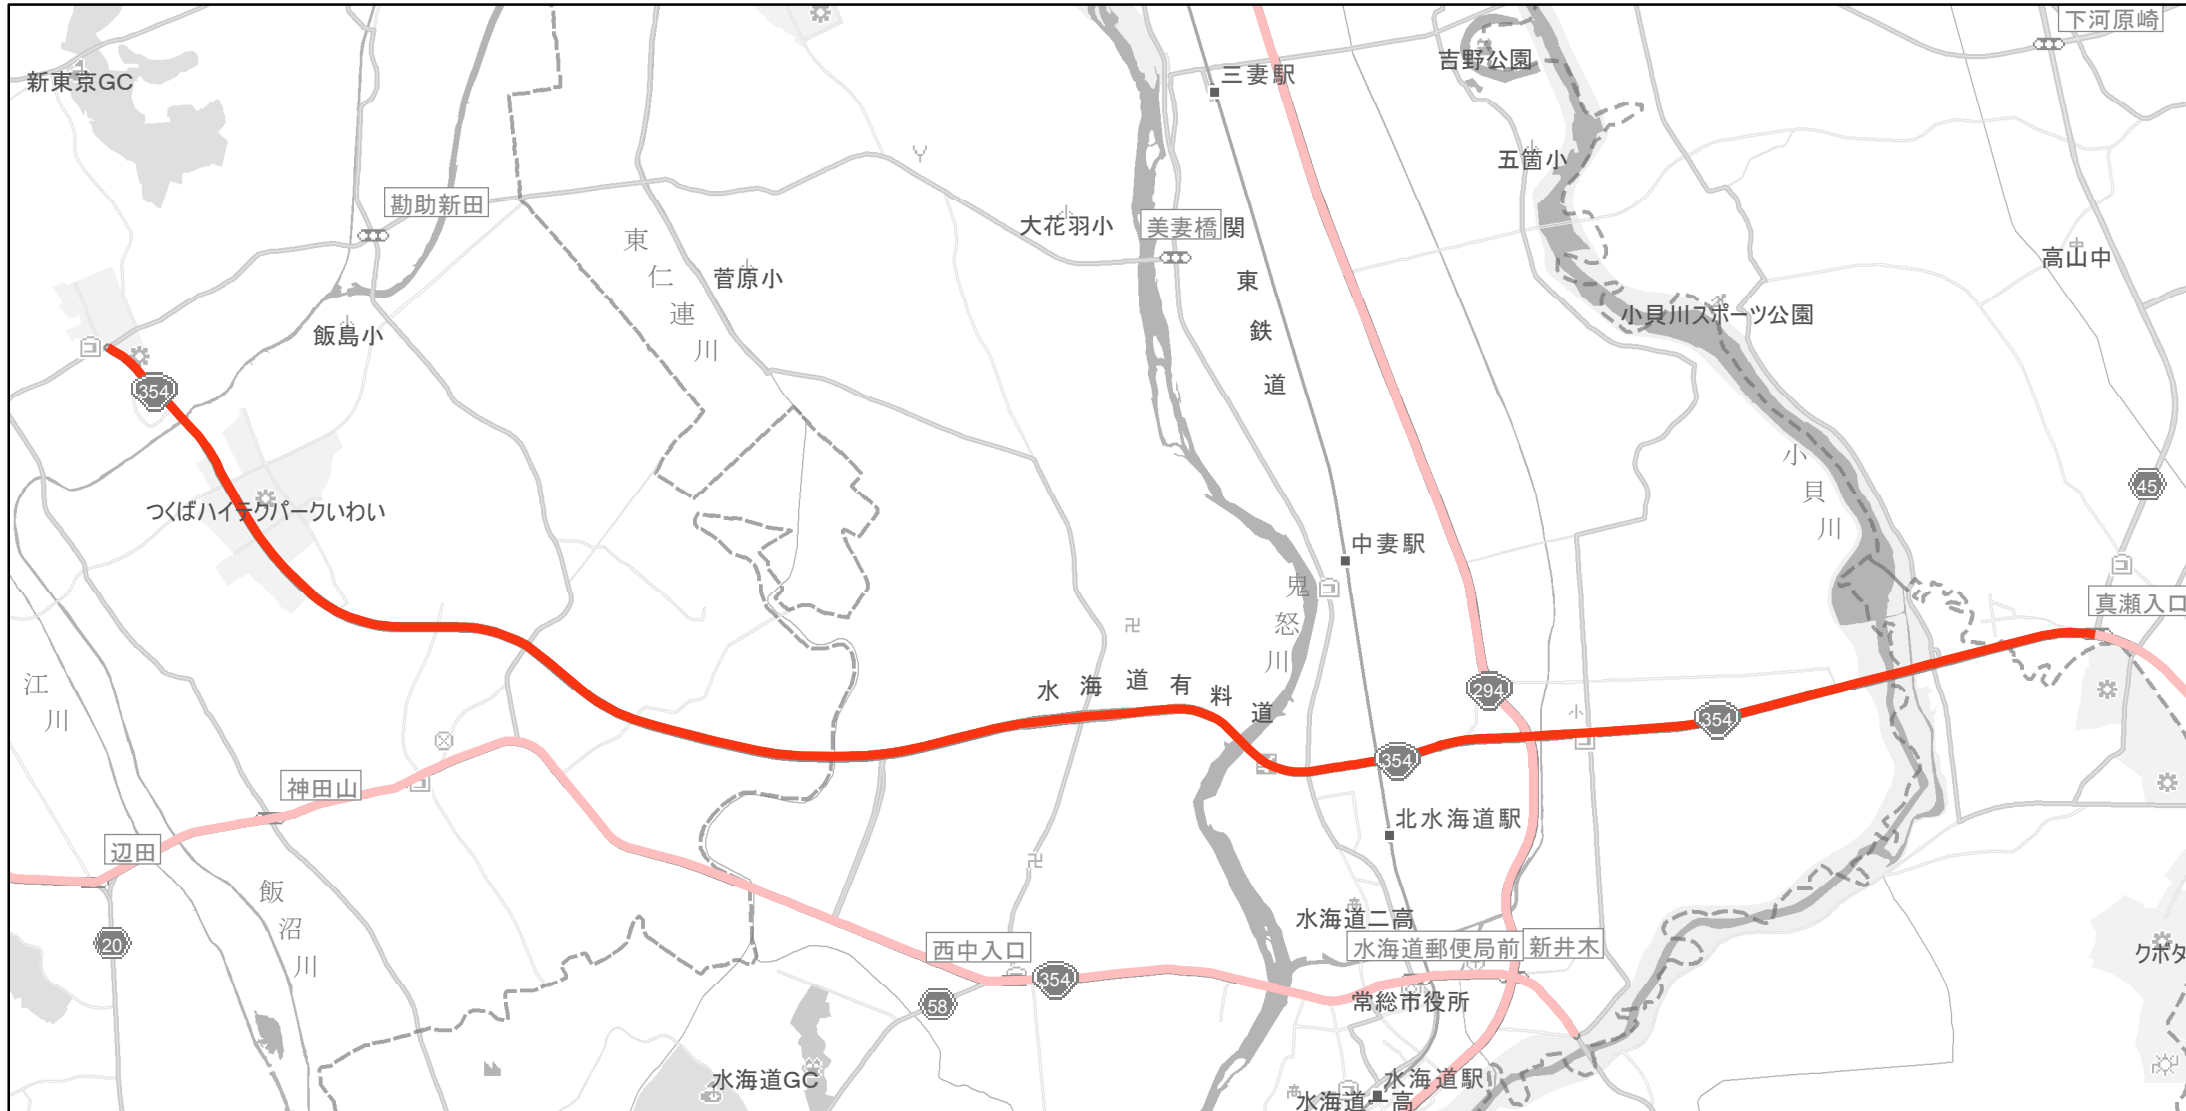 下河原崎
吉野公園
三妻駅
新東京GC
五箇小
勘助新田
大花羽小
美妻橋
関東鉄道
東仁連川
菅原小
高山中
飯島小
小貝川スポーツ公園
354
小貝川
45
つくばハイテクパークいわい
中妻駅
鬼怒川
真瀬入口
江川
水海道有料道
294
354
354
神田山
北水海道駅
辺田
飯沼川
20
水海道二高
西中入口
水海道郵便局前
新井木
クボタ
354
58
常総市役所
水海道GC
水海道駅
水海道一高